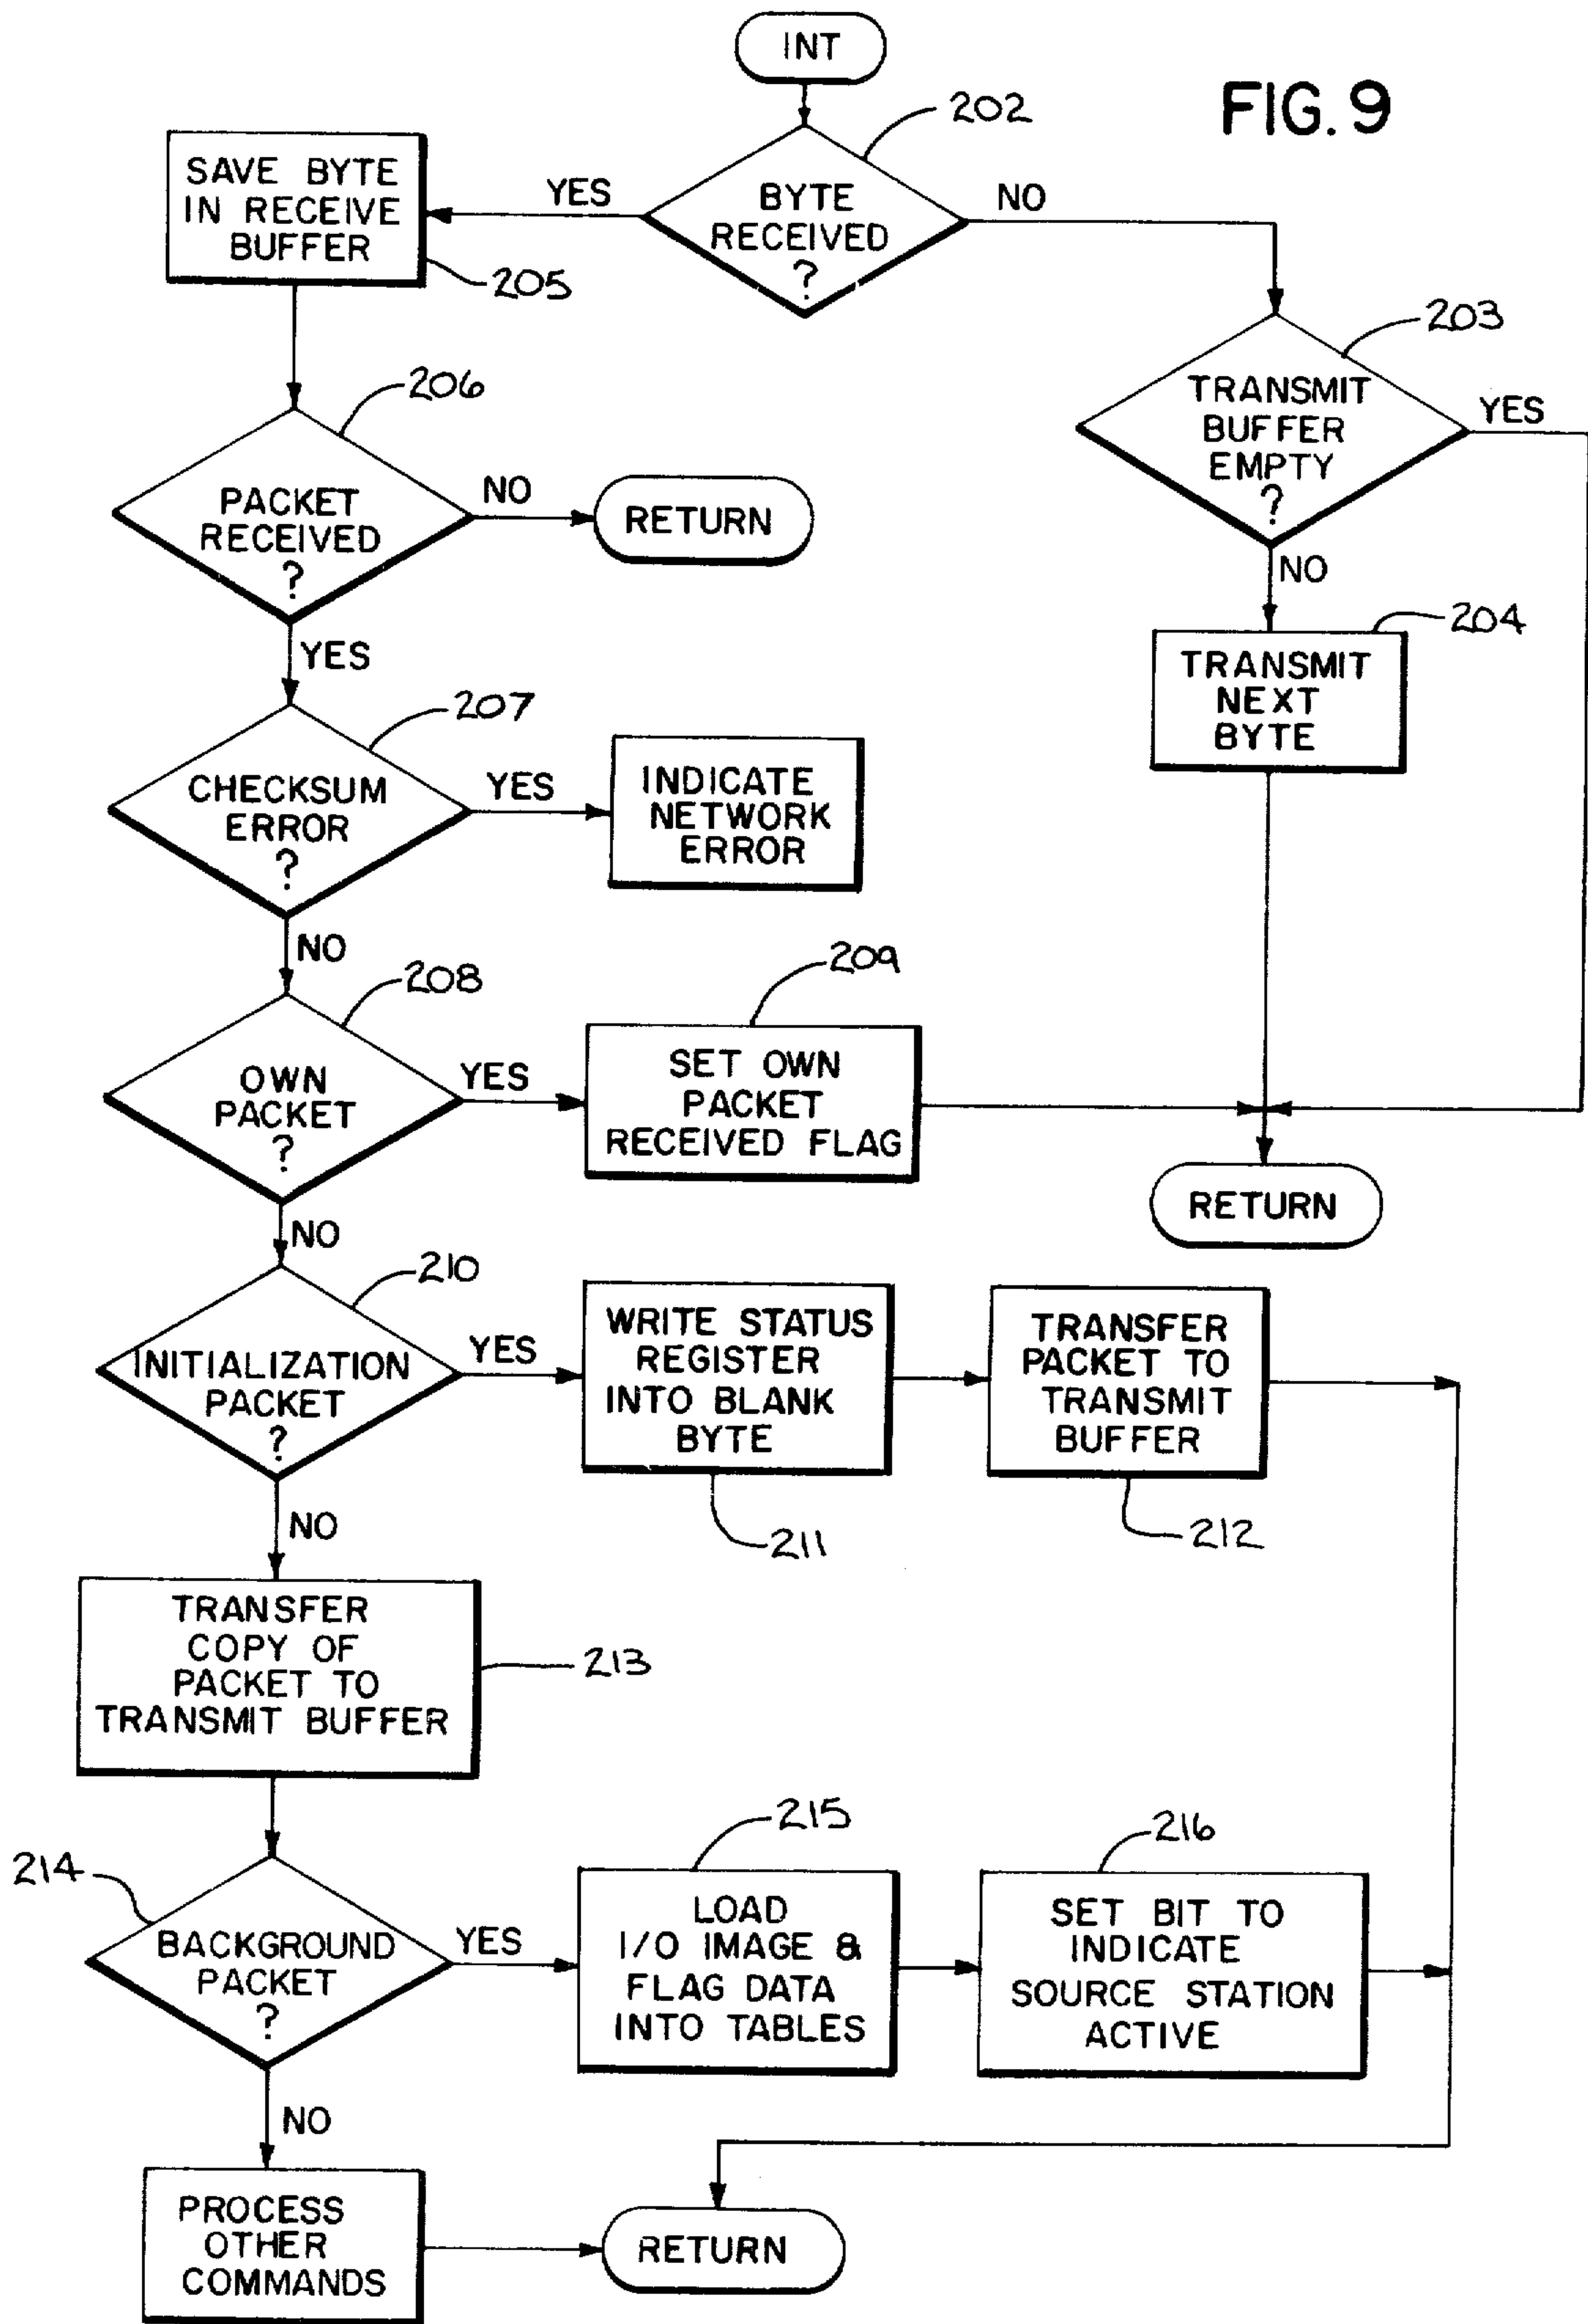 INT
FIG. 9
202
SAVE BYTE
IN RECEIVE
BUFFER
205
YES
BYTE
RECEIVED
?
NO
203
TRANSMIT
BUFFER
EMPTY
?
YES
NO
206
PACKET
RECEIVED
?
NO
RETURN
YES
204
TRANSMIT
NEXT
BYTE
207
CHECKSUM
ERROR
?
YES
INDICATE
NETWORK
ERROR
NO
208
OWN
PACKET
?
YES
209
SET OWN
PACKET
RECEIVED FLAG
RETURN
NO
210
INITIALIZATION
PACKET
?
YES
WRITE STATUS
REGISTER
INTO BLANK
BYTE
211
TRANSFER
PACKET TO
TRANSMIT
BUFFER
212
NO
TRANSFER
COPY OF
PACKET TO
TRANSMIT BUFFER
213
214
BACKGROUND
PACKET
?
YES
215
LOAD
I/O IMAGE &
FLAG DATA
INTO TABLES
216
SET BIT TO
INDICATE
SOURCE STATION
ACTIVE
NO
PROCESS
OTHER
COMMANDS
RETURN